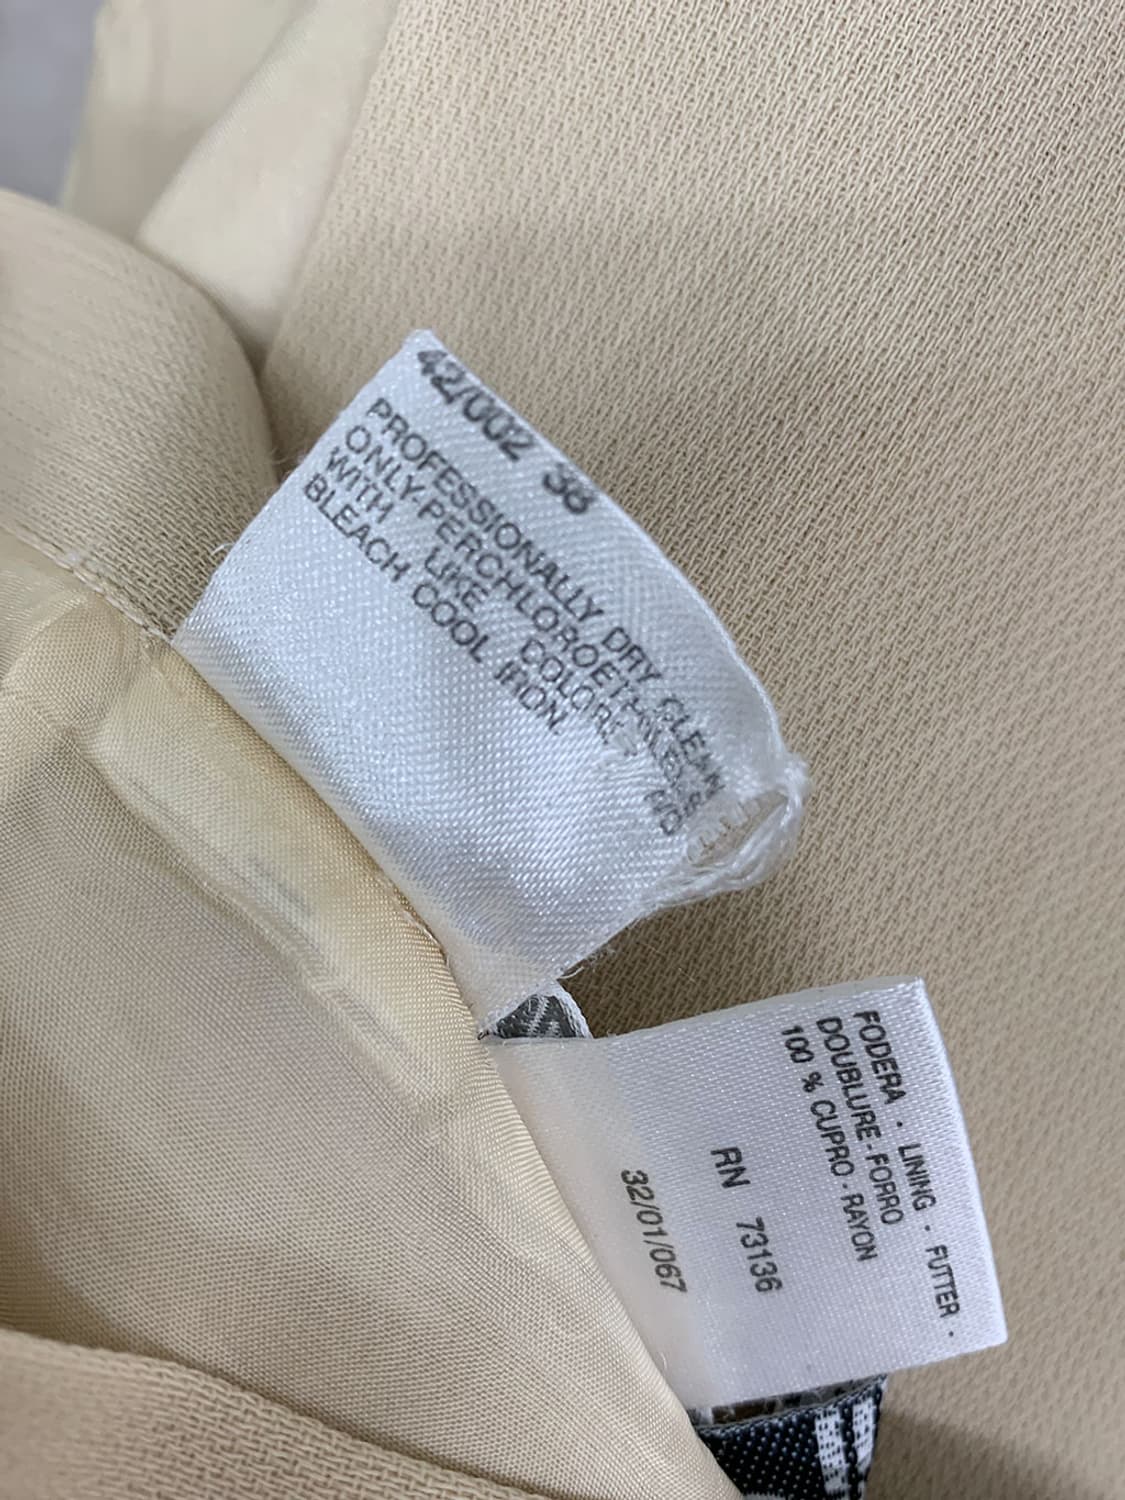 42/002 38
PROFESSIONALLY DRY CLEAN
ONLY-PERCHLOROETHYLENE
WITH LIKE COLORS NO
BLEACH COOL IRON.
FODERA . LINING - FUTTER .
DOUBLURE-FORRO
100 % CUPRO-RAYON
RN 73136
32/01/067